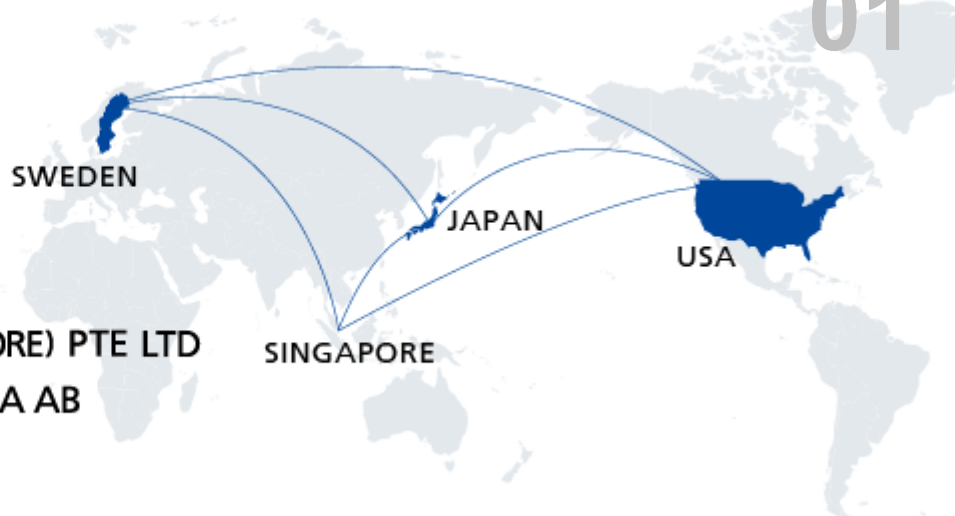 01
SWEDEN
JAPAN
USA
ORE) PTE LTD
SINGAPORE
A AB